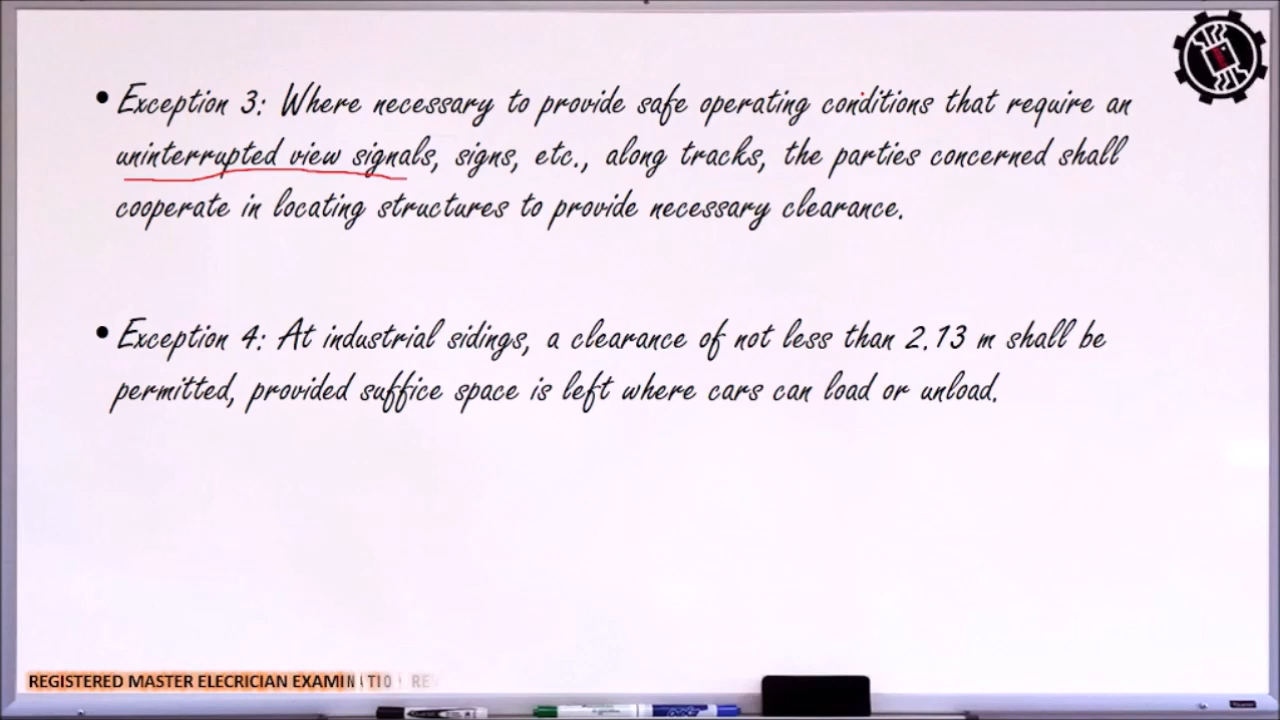 • Exception 3: Where necessary to provide safe operating conditions that require an
uninterrupted view signals, signs, etc., along tracks, the parties concerned shall
cooperate in locating structures to provide necessary clearance.
• Exception 4: At industrial sidings, a clearance of not less than 2.13 m shall be
permitted, provided suffice space is left where cars can load or unload.
REGISTERED MASTER ELECRICIAN EXAMINATIO RE